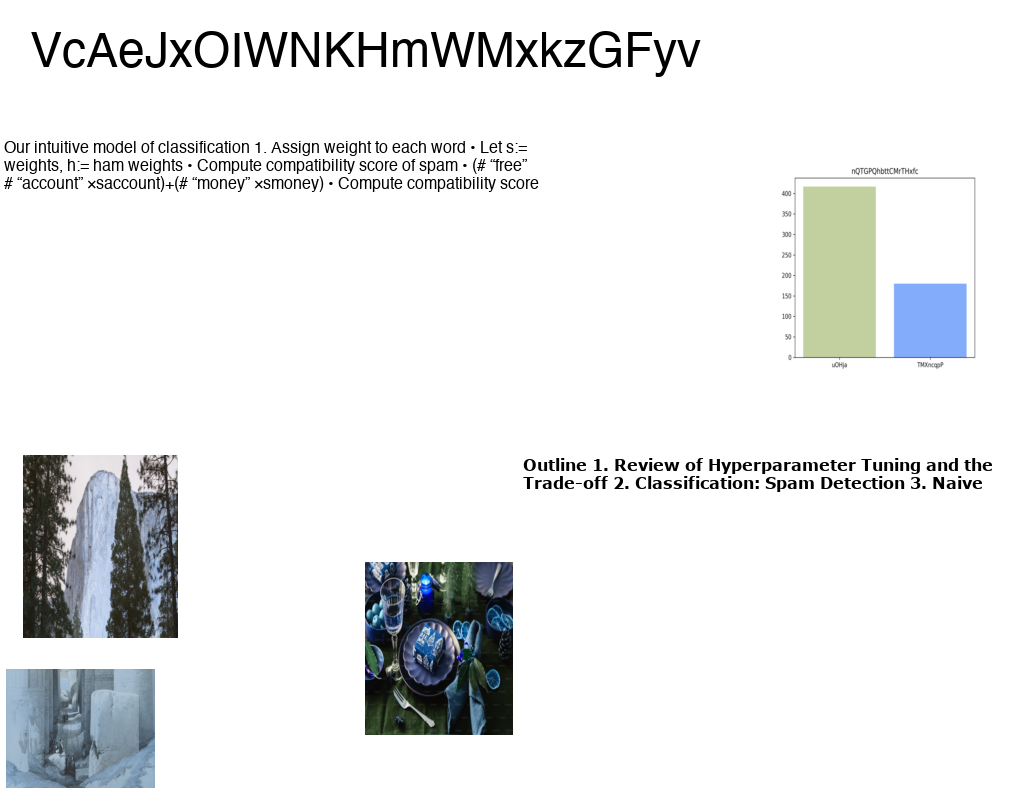 VcAeJxOIWNKHmWMxkzGFyv
Our intuitive model of classification 1. Assign weight to each word • Let s:=
weights, h:= ham weights • Compute compatibility score of spam • (# “free”
# “account” ×saccount)+(# “money” ×smoney) • Compute compatibility score
nQTGPQhbttCMrTHxfc
400
350
300
250
200
150
100
50
0
uOHja TMXncqpP
Outline 1. Review of Hyperparameter Tuning and the
Trade-off 2. Classification: Spam Detection 3. Naive